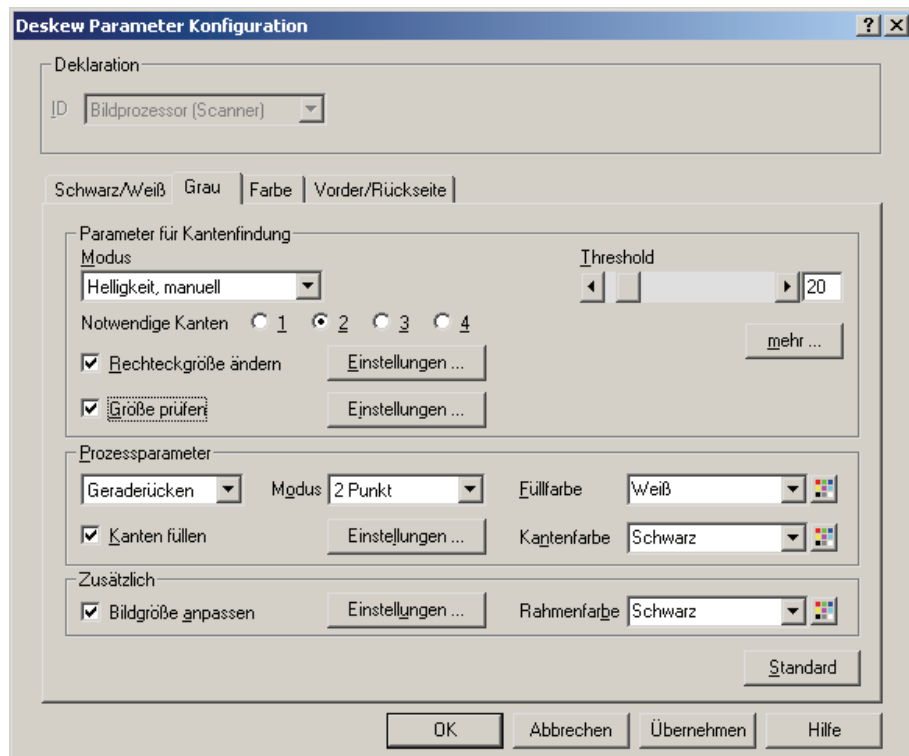 Deskew Parameter Konfiguration
Deklaration
ID Bildprozessor (Scanner)
Schwarz/Weiß Grau Farbe Vorder/Rückseite
Parameter für Kantenfindung
Modus Threshold
Helligkeit, manuell 20
Notwendige Kanten 1 2 3 4
mehr ...
Rechteckgröße ändern Einstellungen ...
Größe prüfen Einstellungen ...
Prozessparameter
Geraderücken Modus 2 Punkt Füllfarbe Weiß
Kanten füllen Einstellungen ... Kantenfarbe Schwarz
Zusätzlich
Bildgröße anpassen Einstellungen ... Rahmenfarbe Schwarz
Standard
OK Abbrechen Übernehmen Hilfe